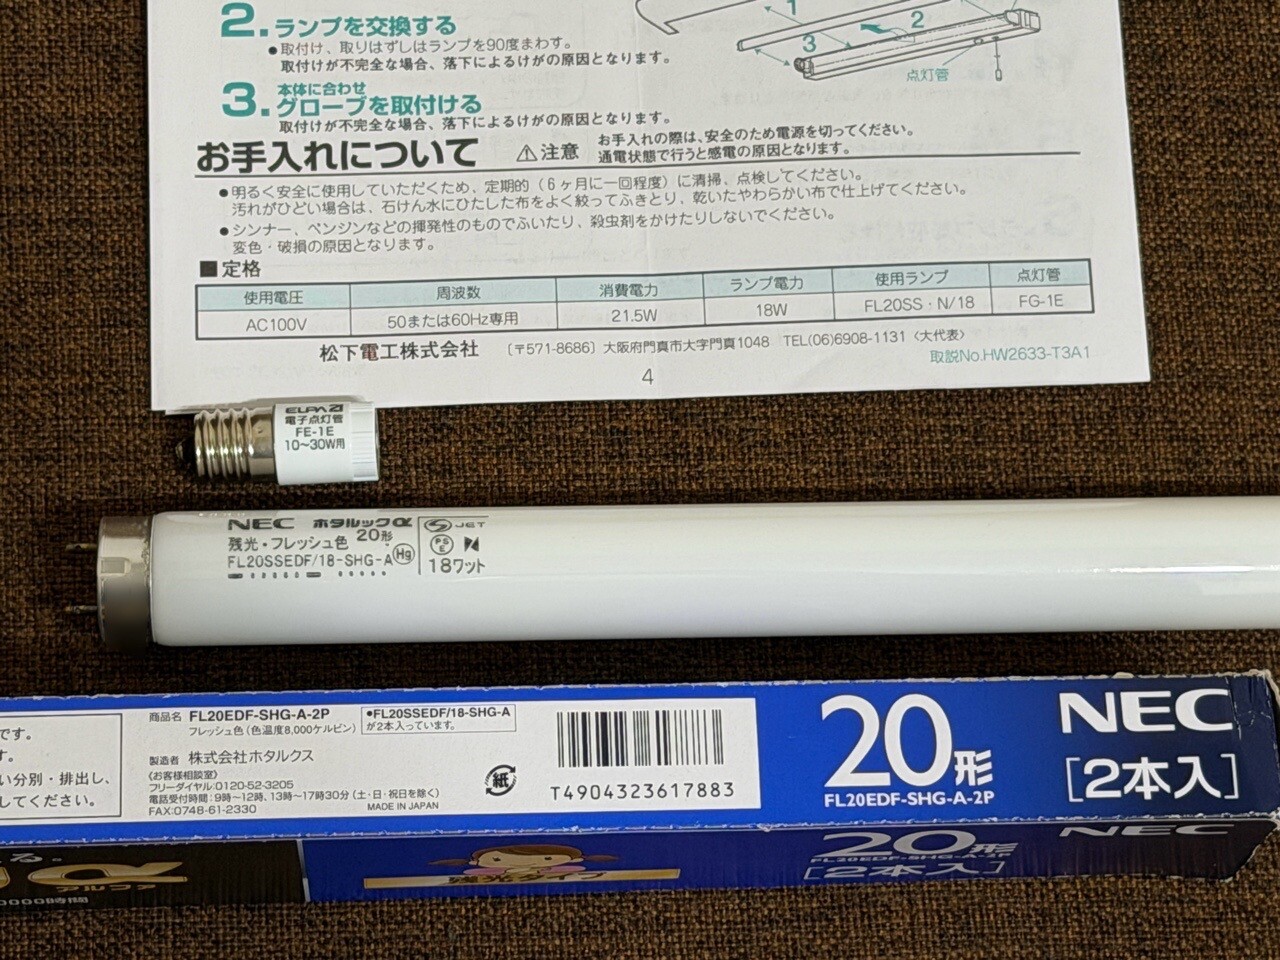 2. ランプを交換する
●取付け、取りはずしはランプを90度まわす。
取付けが不完全な場合、落下によるけがの原因となります。
1
2
3
点灯管
3. 本体に合わせ
グローブを取付ける
取付けが不完全な場合、落下によるけがの原因となります。
お手入れについて ⚠注意 お手入れの際は、安全のため電源を切ってください。
通電状態で行うと感電の原因となります。
●明るく安全に使用していただくため、定期的（6ヶ月に一回程度）に清掃、点検してください。
汚れがひどい場合は、石けん水にひたした布をよく絞ってふきとり、乾いたやわらかい布で仕上げてください。
●シンナー、ベンジンなどの揮発性のものでふいたり、殺虫剤をかけたりしないでください。
変色・破損の原因となります。
■定格
使用電圧 周波数 消費電力 ランプ電力 使用ランプ 点灯管
AC100V 50または60Hz専用 21.5W 18W FL20SS・N/18 FG-1E
松下電工株式会社 〔〒571-8686〕大阪府門真市大字門真1048 TEL(06)6908-1131〈大代表〉
取説No.HW2633-T3A1
4
ELPA 21
電子点灯管
FE-1E
10〜30W用
NEC ホタルックα
残光・フレッシュ色 20形
FL20SSEDF/18-SHG-A Hg
JET
PS
E
18ワット
です。
す。
い分別・排出し、
してください。
商品名 FL20EDF-SHG-A-2P
フレッシュ色（色温度8,000ケルビン）
●FL20SSEDF/18-SHG-A
が2本入っています。
製造者 株式会社ホタルクス
〈お客様相談室〉
フリーダイヤル:0120-52-3205
電話受付時間：9時〜12時、13時〜17時30分（土・日・祝日を除く）
FAX:0748-61-2330 MADE IN JAPAN
紙
T4904323617883
20形
FL20EDF-SHG-A-2P
NEC
[2本入]
る。
α
アルファ
0000時間
残光タイプ
20形
FL20EDF-SHG-A-2P
[2本入]
NEC